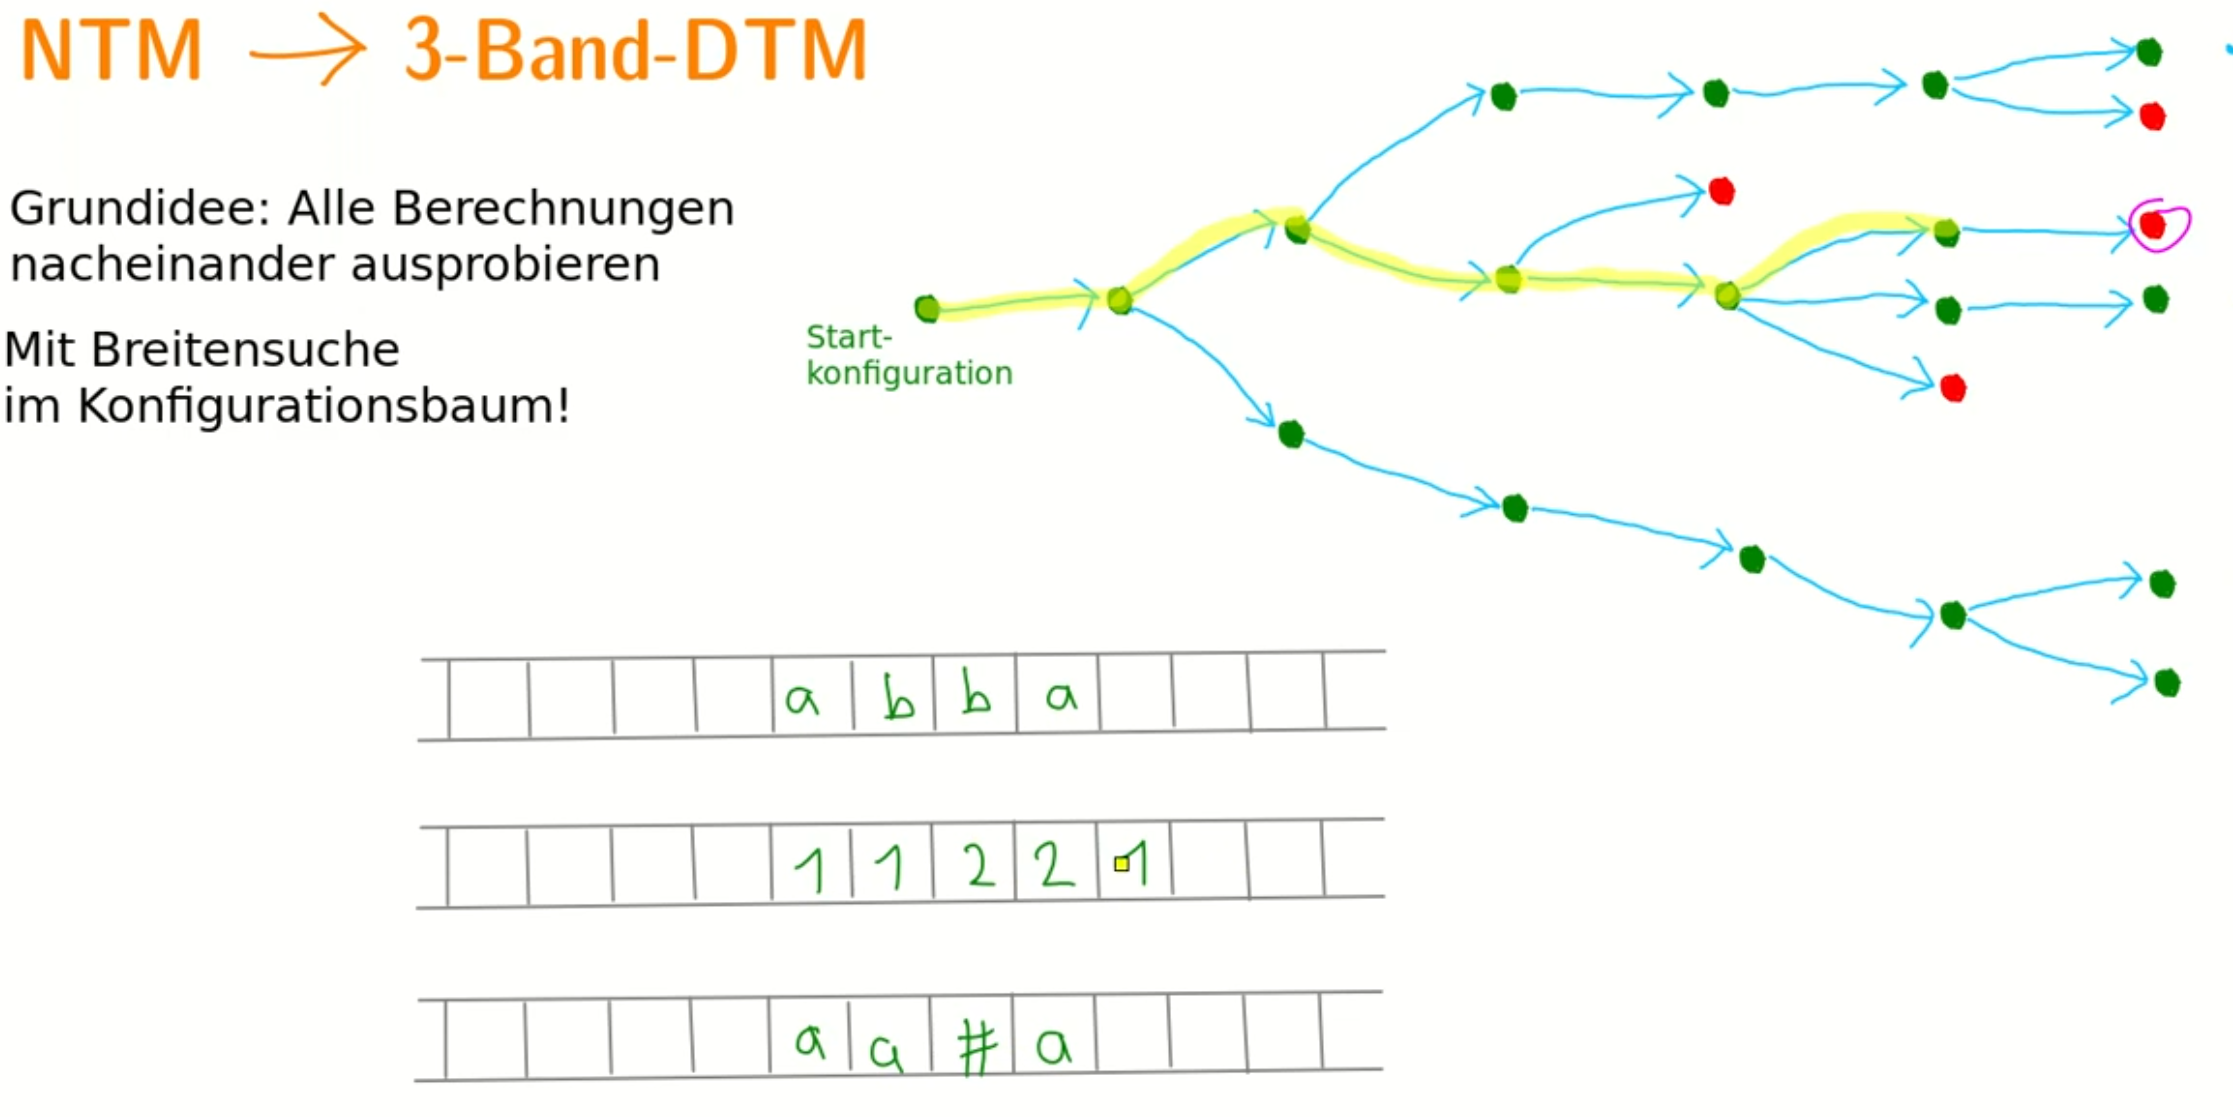 NTM → 3-Band-DTM
Grundidee: Alle Berechnungen
nacheinander ausprobieren
Mit Breitensuche
im Konfigurationsbaum!
Start-
konfiguration
a b b a
1 1 2 2 1
a a # a